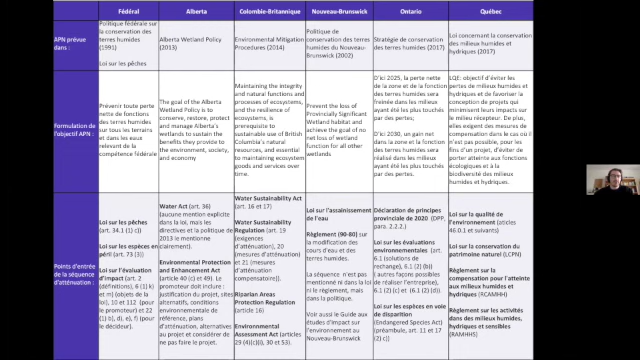 Fédéral
Alberta
Colombie-Britannique
Nouveau-Brunswick
Ontario
Québec
APN prévue
dans :
Politique fédérale sur
la conservation des
terres humides
(1991)
Loi sur les pêches
Alberta Wetland Policy
(2013)
Environmental Mitigation
Procedures (2014)
Politique de
conservation des terres
humides du Nouveau-
Brunswick
(2002)
Stratégie de conservation
des terres humides (2017)
Loi concernant la conservation
des milieux humides et
hydriques (2017)
Formulation de
l'objectif APN :
Prévenir toute perte
nette de fonctions des
terres humides sur
tous les terrains et
dans les eaux
relevant de la
compétence fédérale
The goal of the Alberta
Wetland Policy is to
conserve, restore, protect
and manage Alberta's
wetlands to sustain the
benefits they provide to
the environment, society,
and economy
Maintaining the integrity
and natural functions and
processes of ecosystems,
and the resilience of
ecosystems, is
prerequisite to
sustainable use of British
Columbia's natural
resources, and essential
to maintaining ecosystem
goods and services over
time.
Prevent the loss of
Provincially Significant
Wetland habitat and
achieve the goal of no
net loss of wetland
function for all other
wetlands.
D'ici 2025, la perte nette
de la zone et de la fonction
des terres humides sera
freinée dans les milieux
ayant été les plus touchés
par des pertes;
D'ici 2030, un gain net
dans la zone et la fonction
des terres humides sera
réalisé dans les milieux
ayant été les plus touchés
par des pertes.
LQE: objectif d'éviter les
pertes de milieux humides et
hydriques et de favoriser la
conception de projets qui
minimisent leurs impacts sur
le milieu récepteur. De plus,
elles exigent des mesures de
compensation dans le cas où il
n'est pas possible, pour les
fins d'un projet, d'éviter de
porter atteinte aux fonctions
écologiques et à la
biodiversité des milieux
humides et hydriques.
Points d'entrée
de la séquence
d'atténuation :
Loi sur les pêches
(art. 34.1 (1) c))
Loi sur les espèces en
péril (art. 73 (3))
Loi sur l'évaluation
d'impact (art. 2
(définitions), 6 (1) k)
et m) (objets de la
loi), 10 et 112 (pour
le promoteur) et 22
(1) b), d), e), f) (pour
le décideur).
Water Act (art. 36)
(aucune mention explicite
dans la loi, mais les
directives et la politique de
2013 le mentionne
clairement).
Environmental Protection
and Enhancement Act
(article 40 c) et 49). Le
promoteur doit inclure :
justification du projet, sites
alternatifs, conditions
environnementale de
référence, plans
d'atténuation, alternatives
au projet et considérer de
ne pas faire le projet.
Water Sustainability Act
(art. 16 et 17)
Water Sustainability
Regulation (art. 19
(exigences
d'atténuation), 20
(mesures d'atténuation)
et 21 (mesures
d'atténuation
compensatoire)).
Riparian Areas
Protection Regulation
(article 16)
Environmental
Assessment Act (articles
29 (4)(i), 30 et 53).
Loi sur l'assainissement
de l'eau
Règlement (90-80) sur
la modification des
cours d'eau et des terres
humides.
La séquence n'est pas
mentionné ni dans la loi
ni le règlement, mais
dans la politique.
Voir aussi le Guide aux
études d'impact sur
l'environnement au
Nouveau-Brunswick
Déclaration de principes
provinciale de 2020 (DPP,
para. 2.2.2.)
Loi sur les évaluations
environnementales (art.
6.1 (solutions de
rechange), 6.1 (2) (b)
(autres façons possibles
de réaliser l'entreprise),
6.1 (2) (c) et 6.1 (2)(d)).
Loi sur les espèces en voie
de disparition
(Endangered Species Act)
(préambule, art. 11 et 17
(2) c))
Loi sur la qualité de
l'environnement (aticles
46.0.1 et suivants)
Loi sur la conservation du
patrimoine naturel (LCPN)
Règlement sur la
compensation pour l'atteinte
aux milieux humides et
hydriques (RCAMHH)
Règlement sur les activités
dans des milieux humides,
hydriques et sensibles
(RAMHHS)